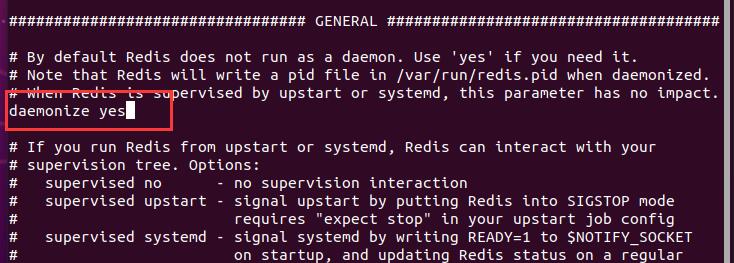 ################################# GENERAL #####################################
# By default Redis does not run as a daemon. Use 'yes' if you need it.
# Note that Redis will write a pid file in /var/run/redis.pid when daemonized.
# When Redis is supervised by upstart or systemd, this parameter has no impact.
daemonize yes
# If you run Redis from upstart or systemd, Redis can interact with your
# supervision tree. Options:
#   supervised no      - no supervision interaction
#   supervised upstart - signal upstart by putting Redis into SIGSTOP mode
#                        requires "expect stop" in your upstart job config
#   supervised systemd - signal systemd by writing READY=1 to $NOTIFY_SOCKET
#                        on startup, and updating Redis status on a regular